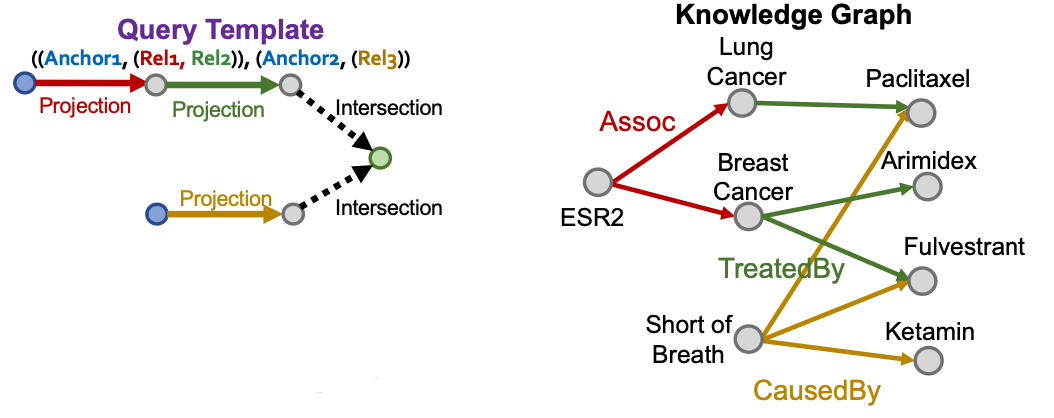 Query Template
((Anchor1, (Rel1, Rel2)), (Anchor2, (Rel3))
Projection
Projection
Intersection
Projection
Intersection
Knowledge Graph
Lung
Cancer
Paclitaxel
Assoc
Breast
Cancer
Arimidex
ESR2
TreatedBy
Fulvestrant
Short of
Breath
Ketamin
CausedBy